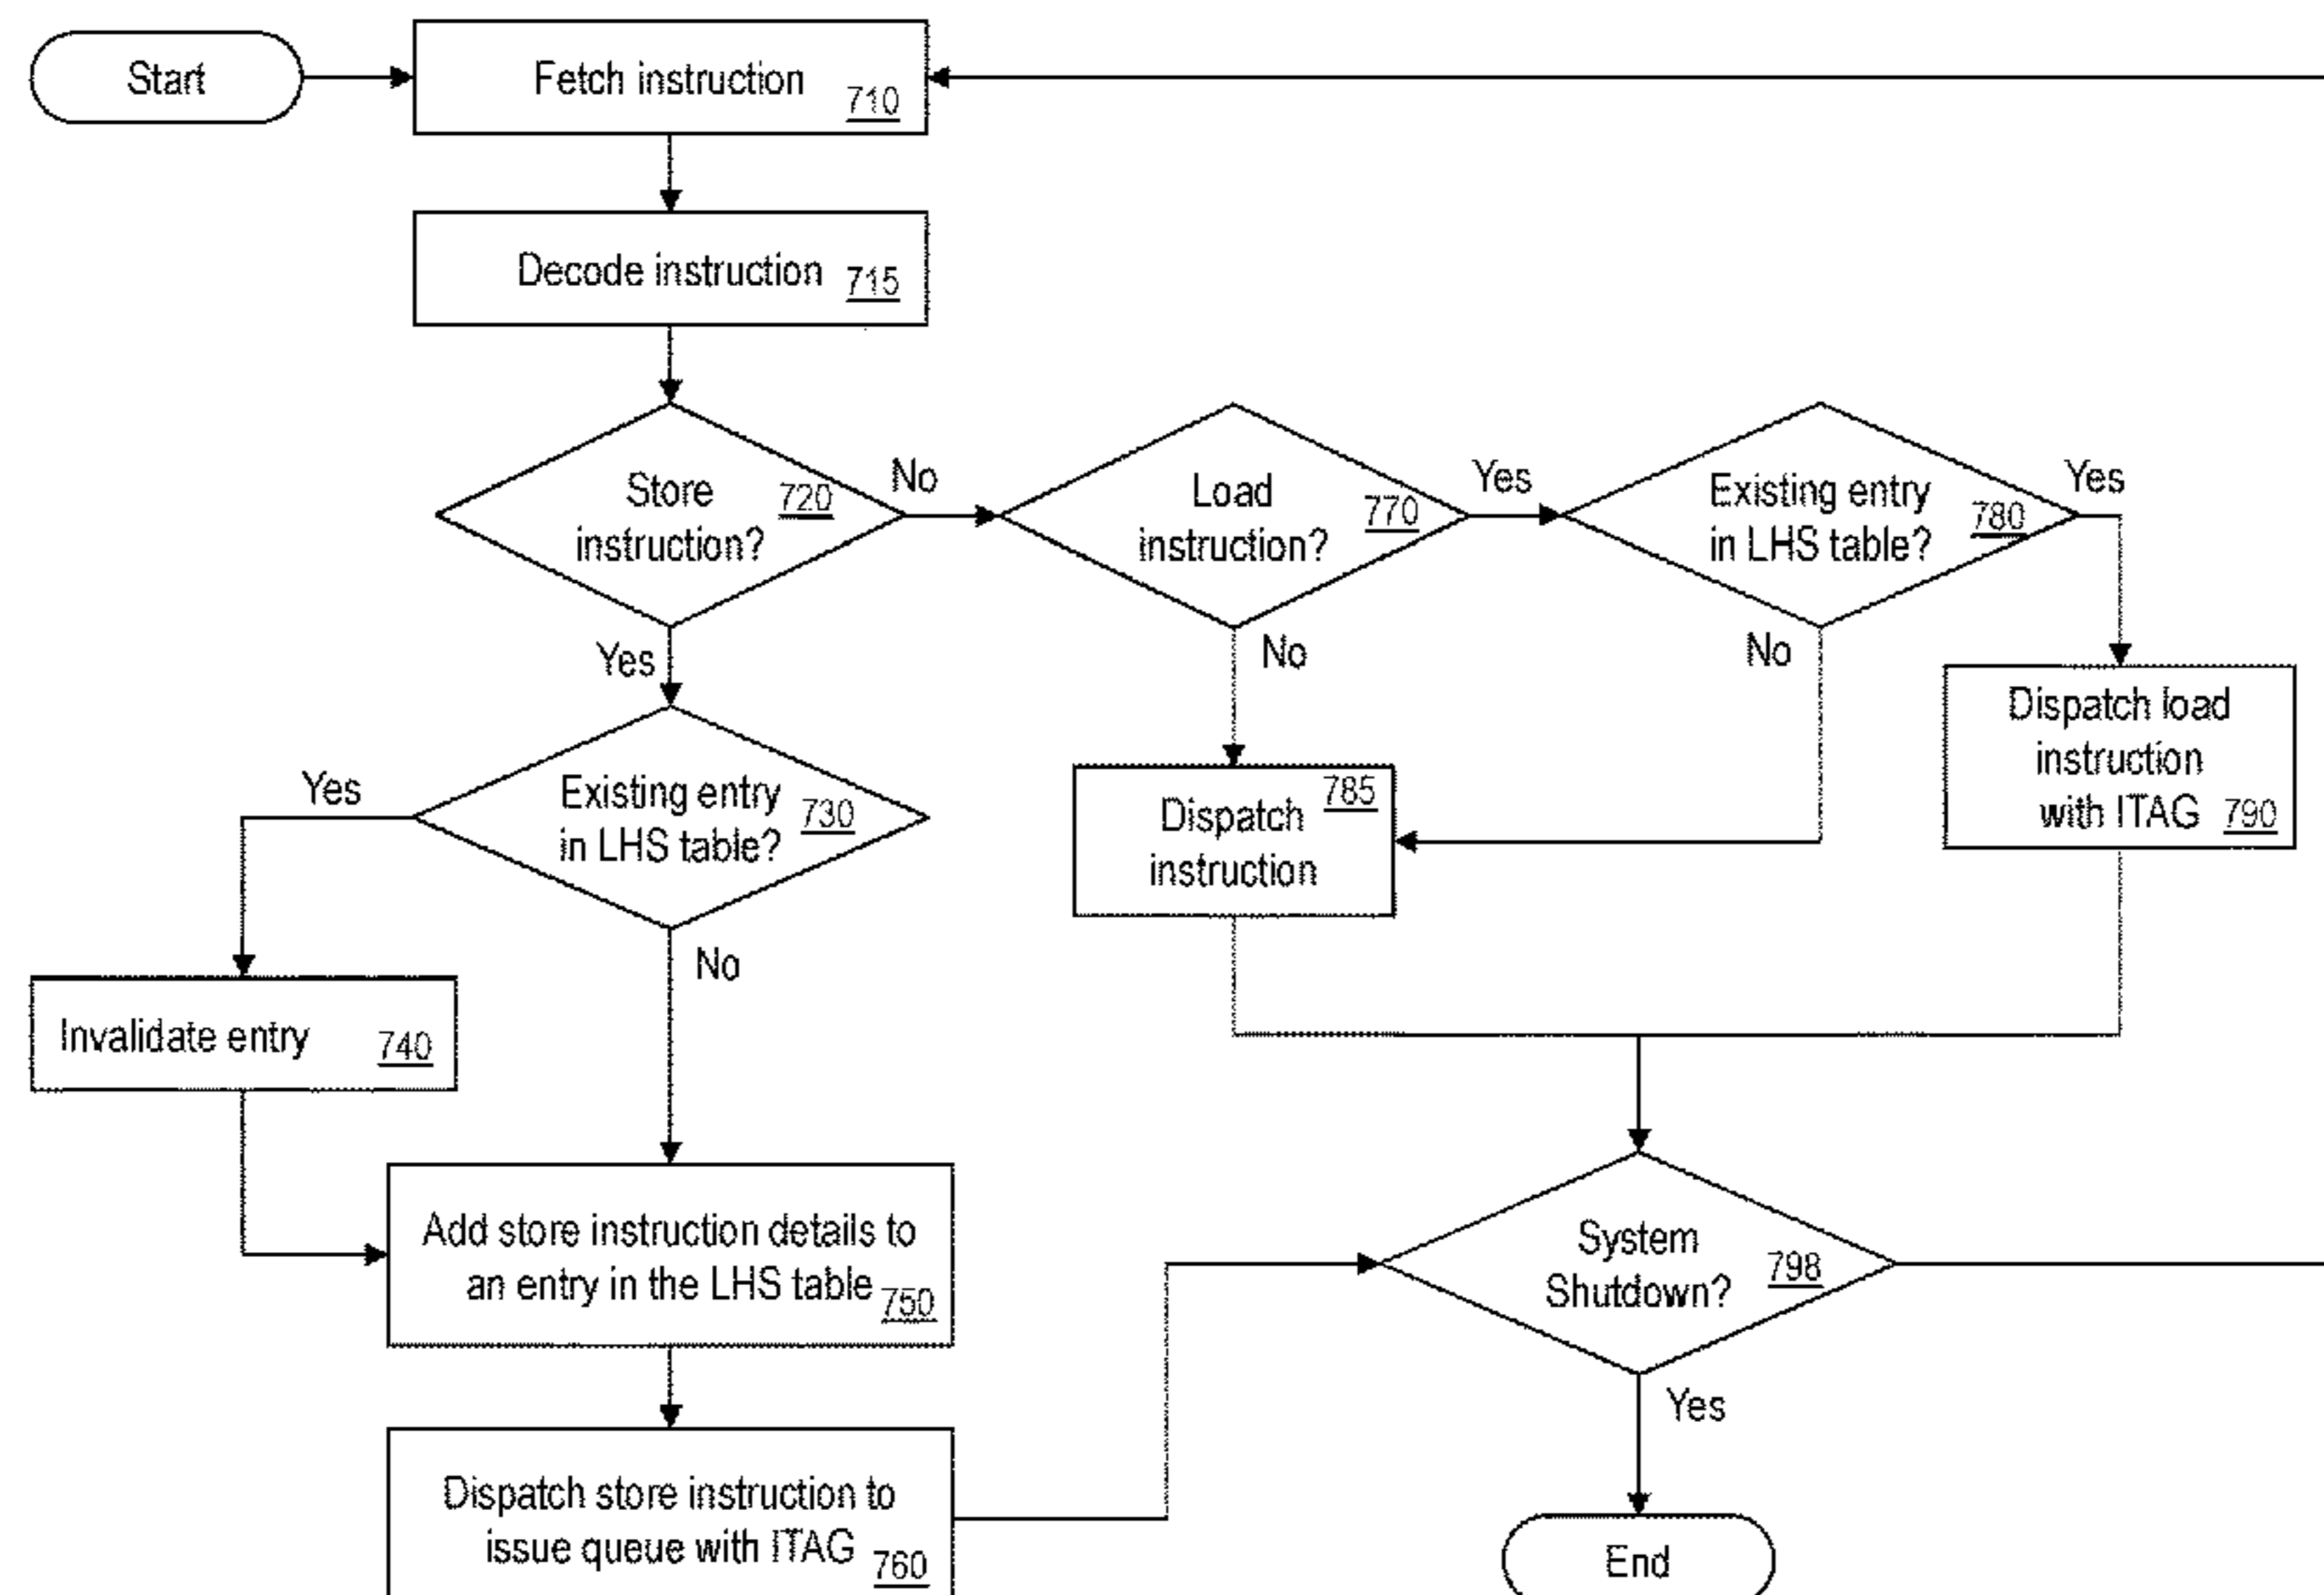 Start
Fetch instruction
710
Decode instruction
715
Store
instruction?
720
No
Yes
Load
instruction?
770
Yes
No
Existing entry
in LHS table?
780
Yes
No
Existing entry
in LHS table?
730
Yes
No
Dispatch
instruction
785
Dispatch load
instruction
with ITAG 790
Invalidate entry
740
Add store instruction details to
an entry in the LHS table
750
System
Shutdown?
798
Yes
Dispatch store instruction to
issue queue with ITAG
760
End